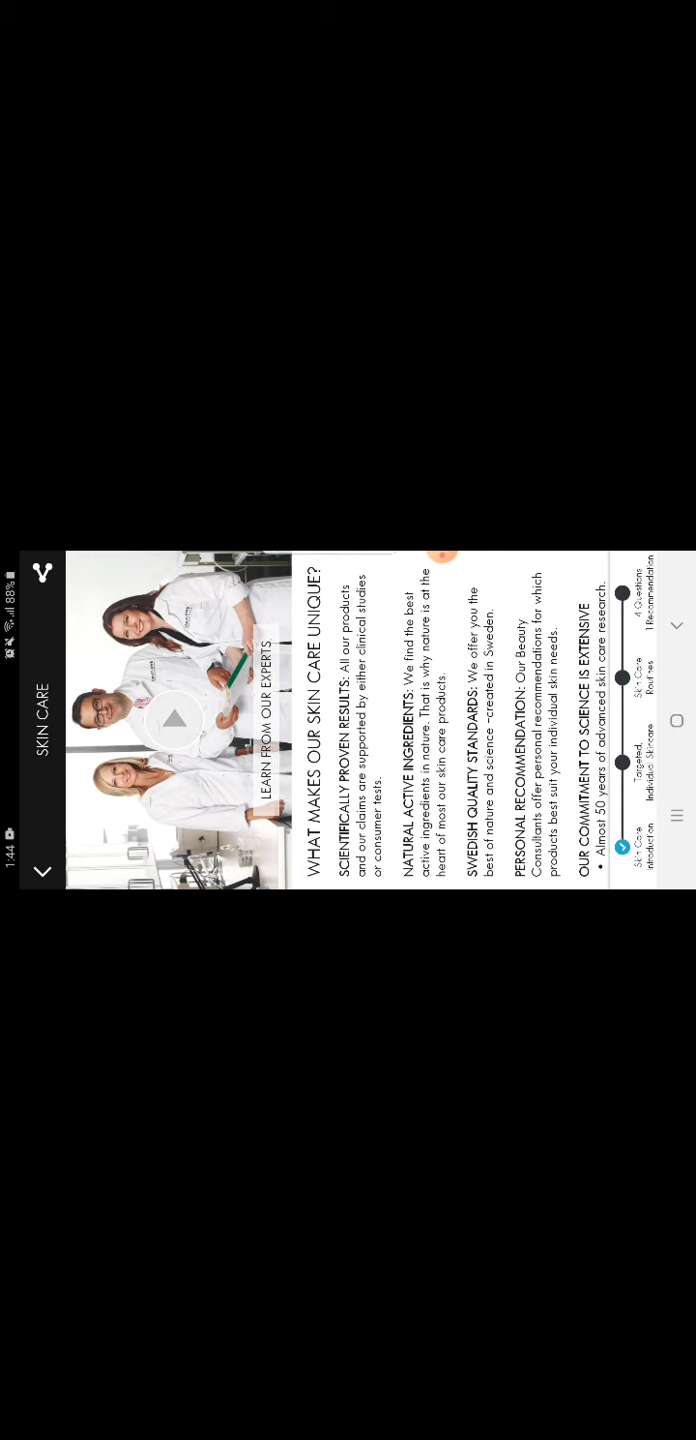 1:44
88%
SKIN CARE
LEARN FROM OUR EXPERTS
WHAT MAKES OUR SKIN CARE UNIQUE?
SCIENTIFICALLY PROVEN RESULTS: All our products
and our claims are supported by either clinical studies
or consumer tests.
NATURAL ACTIVE INGREDIENTS: We find the best
active ingredients in nature. That is why nature is at the
heart of most our skin care products.
SWEDISH QUALITY STANDARDS: We offer you the
best of nature and science –created in Sweden.
PERSONAL RECOMMENDATION: Our Beauty
Consultants offer personal recommendations for which
products best suit your individual skin needs.
OUR COMMITMENT TO SCIENCE IS EXTENSIVE
• Almost 50 years of advanced skin care research.
Skin Care
Introduction
Targeted,
Individual Skincare
Skin Care
Routines
4 Questions
1 Recommendation